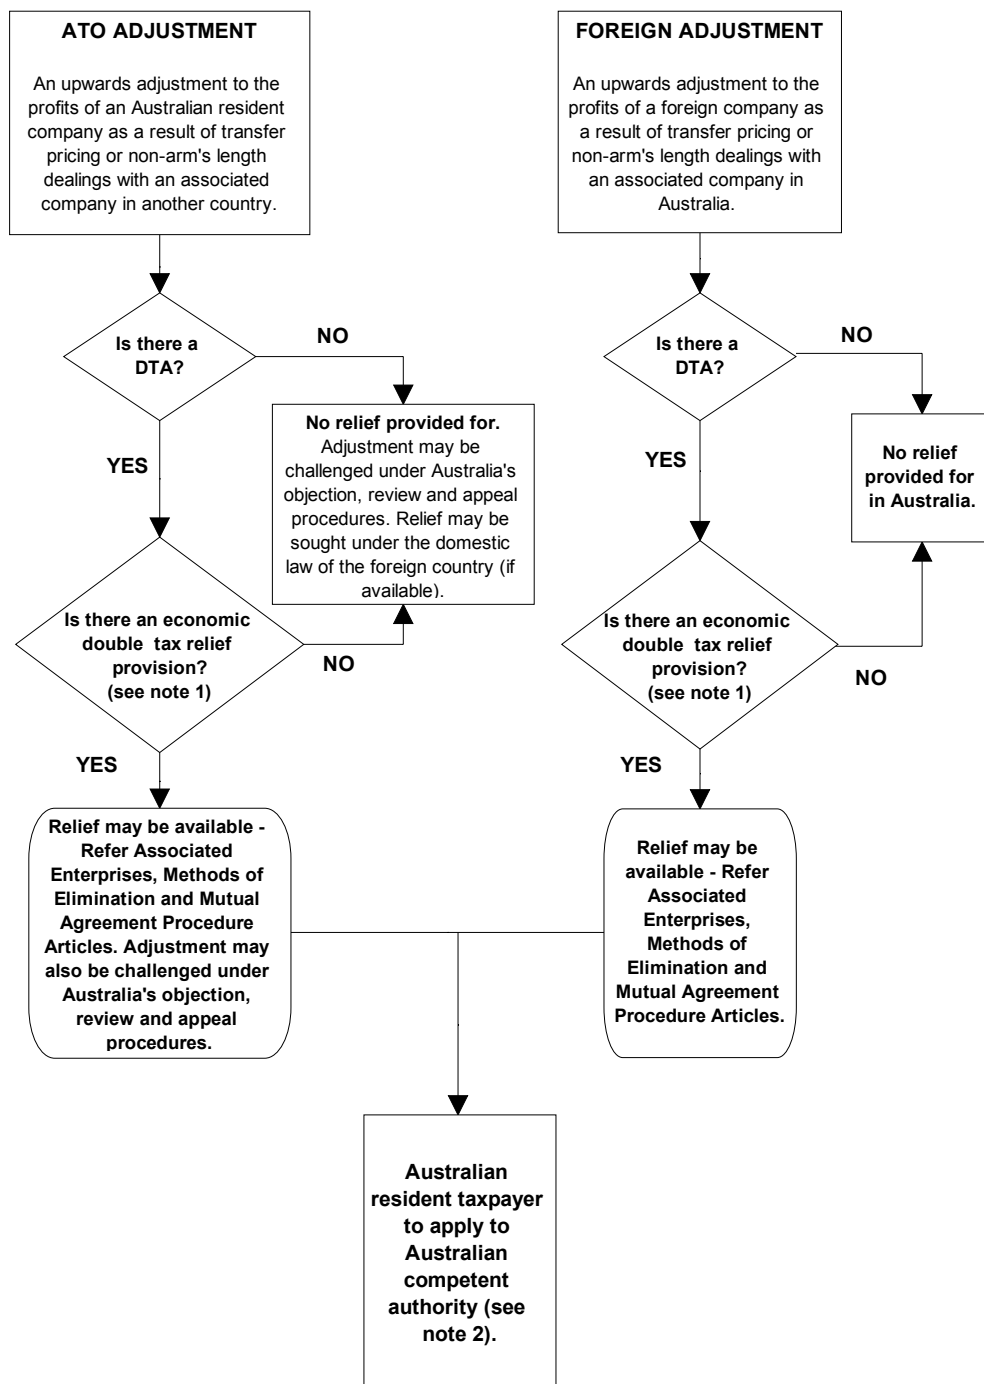 ATO ADJUSTMENT
An upwards adjustment to the
profits of an Australian resident
company as a result of transfer
pricing or non-arm's length
dealings with an associated
company in another country.
Is there a
DTA?
NO
No relief provided for.
Adjustment may be
challenged under Australia's
objection, review and appeal
procedures. Relief may be
sought under the domestic
law of the foreign country (if
available).
YES
Is there an economic
double tax relief
provision?
(see note 1)
NO
YES
Relief may be available -
Refer Associated
Enterprises, Methods of
Elimination and Mutual
Agreement Procedure
Articles. Adjustment may
also be challenged under
Australia's objection,
review and appeal
procedures.
FOREIGN ADJUSTMENT
An upwards adjustment to the
profits of a foreign company as
a result of transfer pricing or
non-arm's length dealings with
an associated company in
Australia.
Is there a
DTA?
NO
No relief
provided for
in Australia.
YES
Is there an economic
double tax relief
provision?
(see note 1)
NO
YES
Relief may be
available - Refer
Associated
Enterprises,
Methods of
Elimination and
Mutual Agreement
Procedure Articles.
Australian
resident taxpayer
to apply to
Australian
competent
authority (see
note 2).